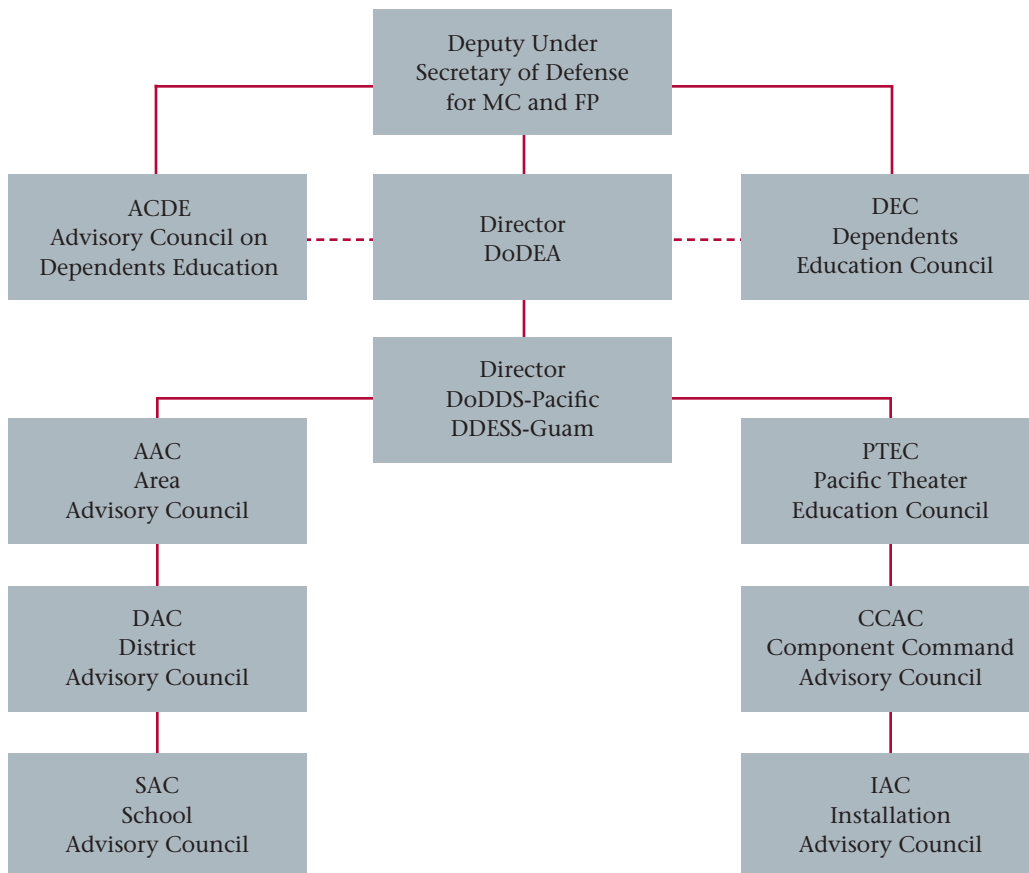 Deputy Under
Secretary of Defense
for MC and FP
ACDE
Advisory Council on
Dependents Education
Director
DoDEA
DEC
Dependents
Education Council
Director
DoDDS-Pacific
DDESS-Guam
AAC
Area
Advisory Council
PTEC
Pacific Theater
Education Council
DAC
District
Advisory Council
CCAC
Component Command
Advisory Council
SAC
School
Advisory Council
IAC
Installation
Advisory Council